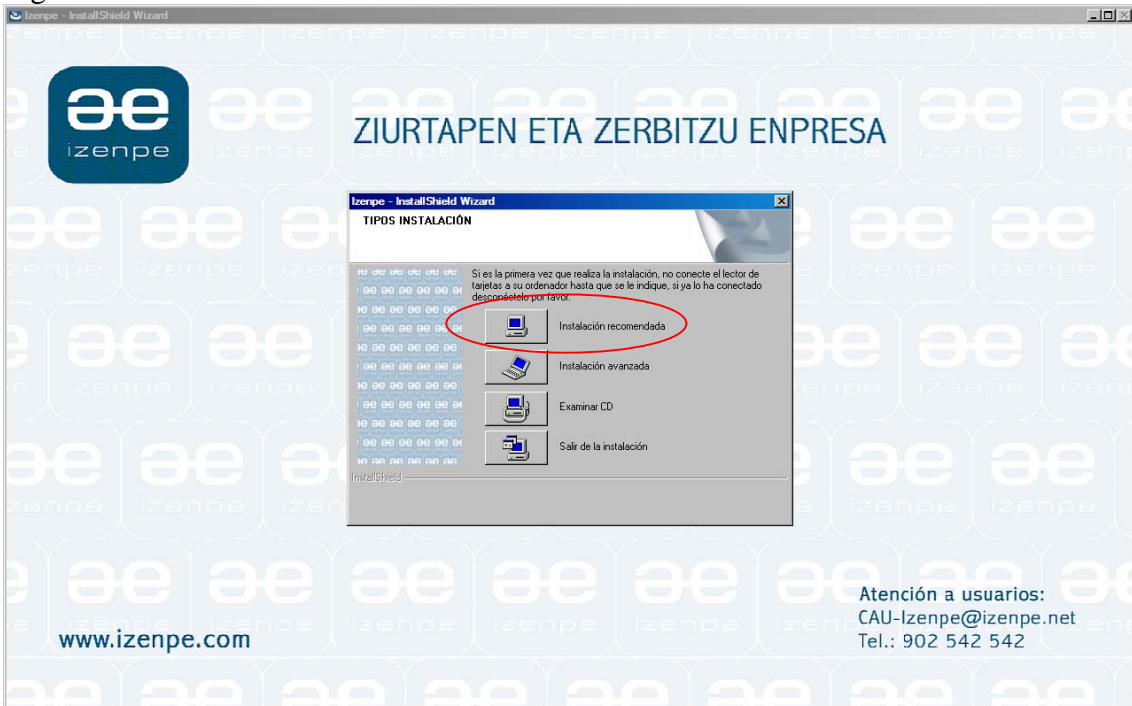 Izenpe - InstallShield Wizard
izenpe
ZIURTAPEN ETA ZERBITZU ENPRESA
Izenpe - InstallShield Wizard
TIPOS INSTALACIÓN
Si es la primera vez que realiza la instalación, no conecte el lector de
tarjetas a su ordenador hasta que se le indique, si ya lo ha conectado
desconéctelo por favor.
Instalación recomendada
Instalación avanzada
Examinar CD
Salir de la instalación
InstallShield
Atención a usuarios:
CAU-Izenpe@izenpe.net
Tel.: 902 542 542
www.izenpe.com